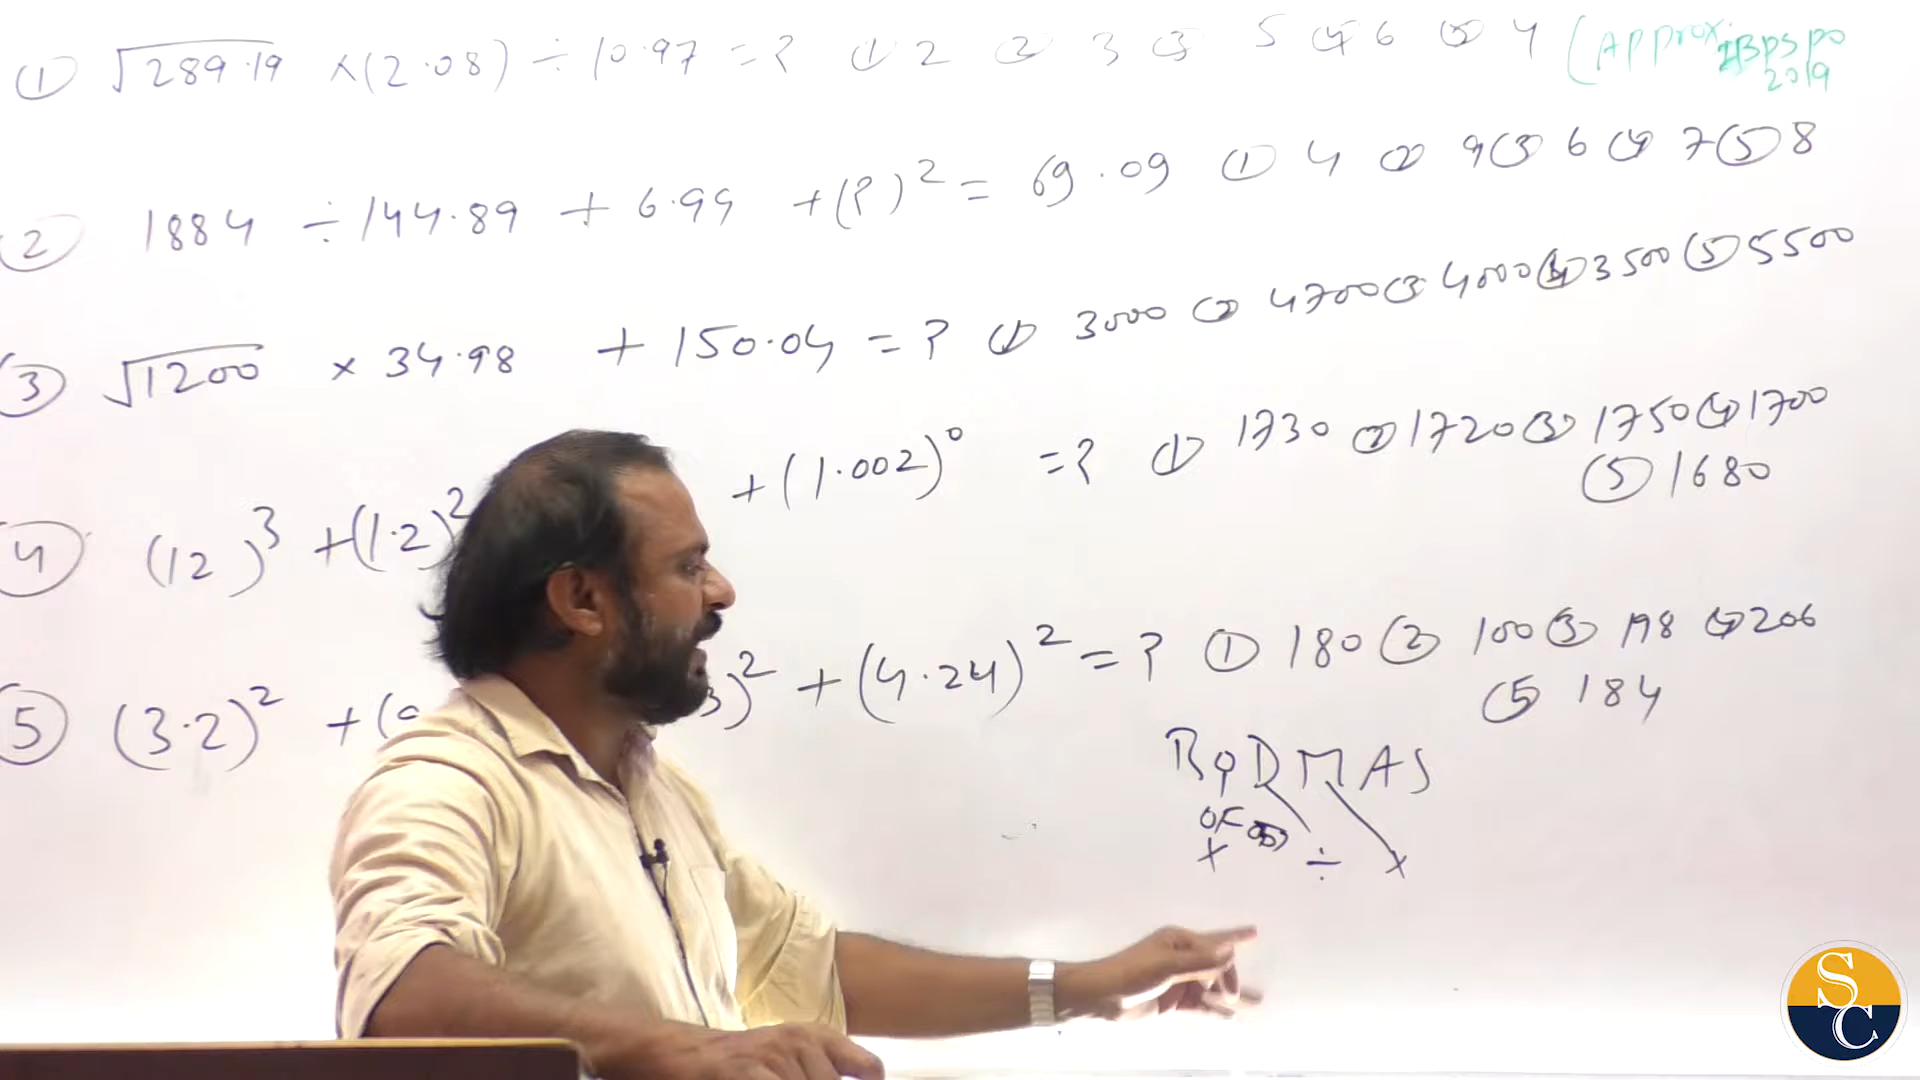 ① √289.19 ×(2.08) ÷ 10.97 =? ① 2 ② 3 ③ 5 ④ 6 ⑤ 4 (Approx. IBPS PO
2019
② 1884 ÷ 144.89 + 6.99 +(?)² = 69.09 ① 4 ② 9 ③ 6 ④ 7 ⑤ 8
③ √1200 × 34.98 + 150.04 = ? ① 3000 ② 4700 ③ 4000 ④ 3500 ⑤ 5500
④ (12)³ +(1.2)² +(1.002)⁰ =? ① 1730 ② 1720 ③ 1750 ④ 1700
⑤ 1680
⑤ (3.2)² +( 3)² +(4.24)² = ? ① 180 ② 100 ③ 198 ④ 206
⑤ 184
BODMAS
OF
× ÷ ×
SC